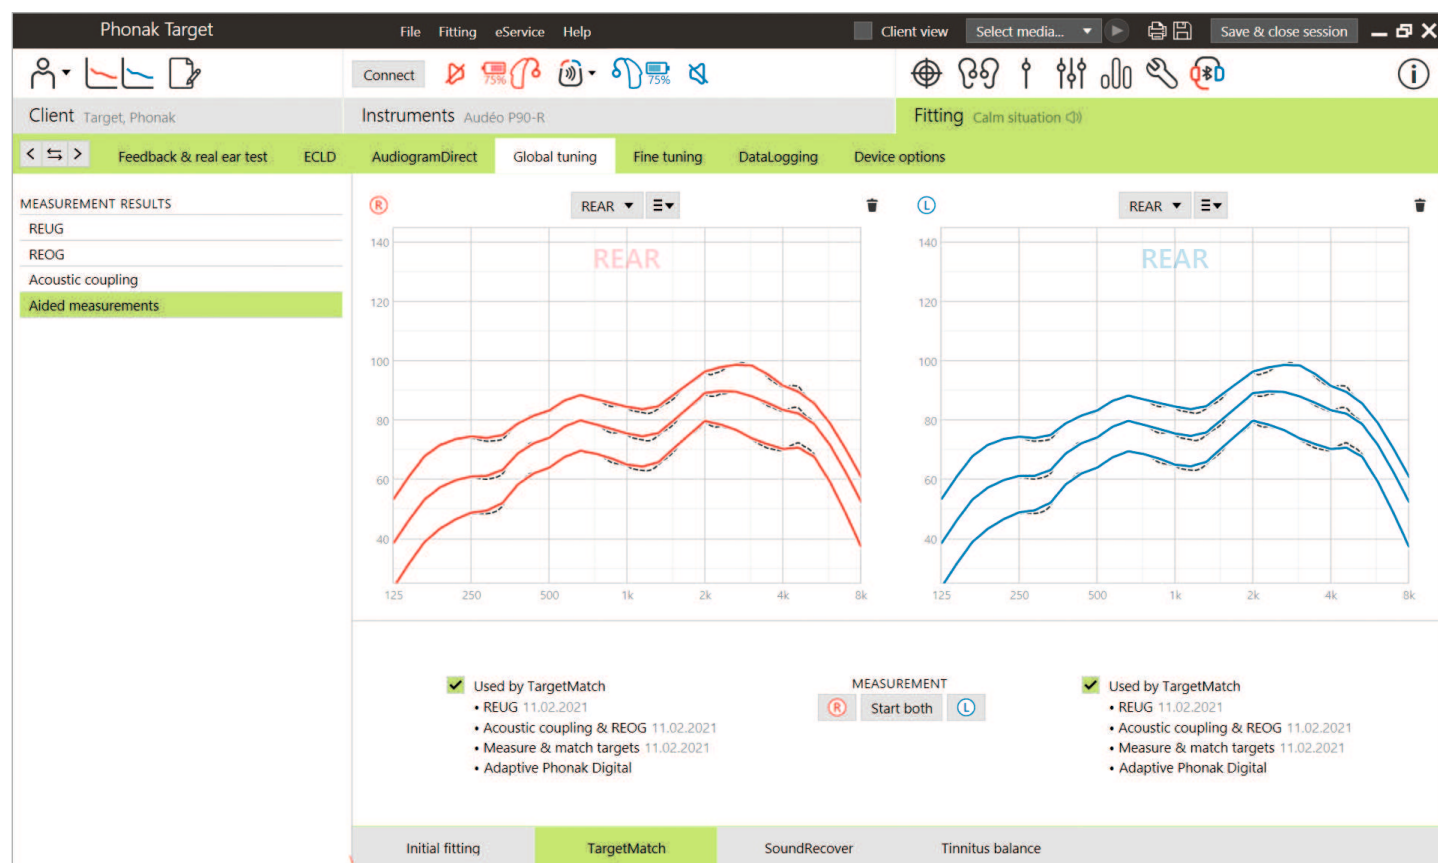 Phonak Target File Fitting eService Help Client view Select media... Save & close session
Connect 75% 75%
Client Target, Phonak Instruments Audéo P90-R Fitting Calm situation
Feedback & real ear test ECLD AudiogramDirect Global tuning Fine tuning DataLogging Device options
MEASUREMENT RESULTS
REUG
REOG
Acoustic coupling
Aided measurements
R REAR
REAR
140
120
100
80
60
40
125 250 500 1k 2k 4k 8k
L REAR
REAR
140
120
100
80
60
40
125 250 500 1k 2k 4k 8k
Used by TargetMatch
• REUG 11.02.2021
• Acoustic coupling & REOG 11.02.2021
• Measure & match targets 11.02.2021
• Adaptive Phonak Digital
MEASUREMENT
R Start both L
Used by TargetMatch
• REUG 11.02.2021
• Acoustic coupling & REOG 11.02.2021
• Measure & match targets 11.02.2021
• Adaptive Phonak Digital
Initial fitting TargetMatch SoundRecover Tinnitus balance